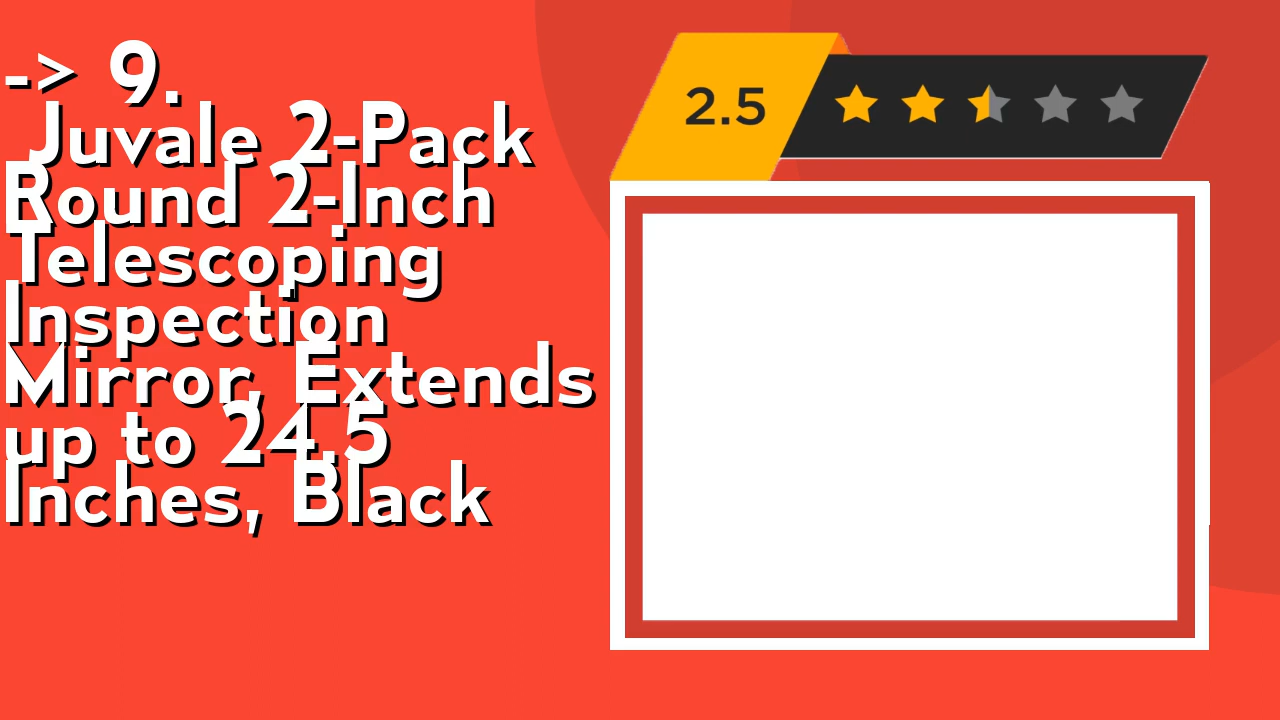 -> 9.
Juvale 2-Pack
Round 2-Inch
Telescoping
Inspection
Mirror, Extends
up to 24.5
Inches, Black
2.5